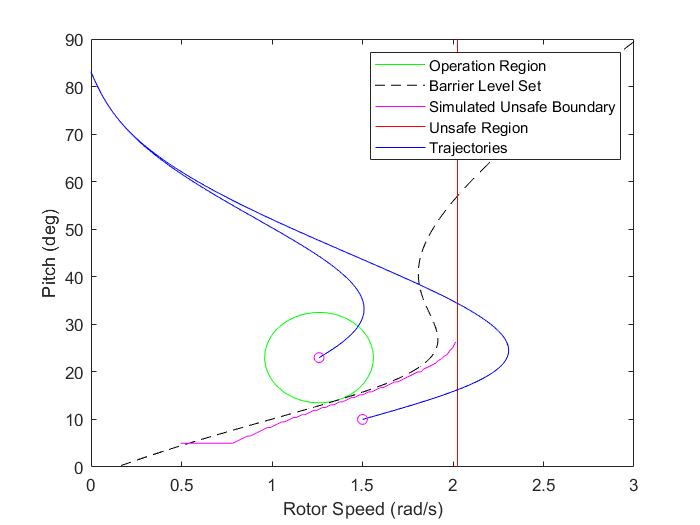 90
80
70
60
50
40
30
20
10
0
Pitch (deg)
Operation Region
Barrier Level Set
Simulated Unsafe Boundary
Unsafe Region
Trajectories
0 0.5 1 1.5 2 2.5 3
Rotor Speed (rad/s)